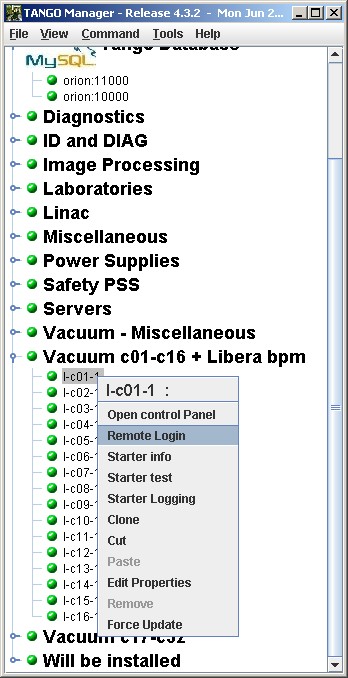 TANGO Manager - Release 4.3.2 - Mon Jun 2...
File View Command Tools Help
Tango Database
MySQL
orion:11000
orion:10000
Diagnostics
ID and DIAG
Image Processing
Laboratories
Linac
Miscellaneous
Power Supplies
Safety PSS
Servers
Vacuum - Miscellaneous
Vacuum c01-c16 + Libera bpm
l-c01-1
l-c02-1
l-c03-1
l-c04-1
l-c05-1
l-c06-1
l-c07-1
l-c08-1
l-c09-1
l-c10-1
l-c11-1
l-c12-1
l-c13-1
l-c14-1
l-c15-1
l-c16-1
l-c01-1 :
Open control Panel
Remote Login
Starter info
Starter test
Starter Logging
Clone
Cut
Paste
Edit Properties
Remove
Force Update
Vacuum c17-c32
Will be installed